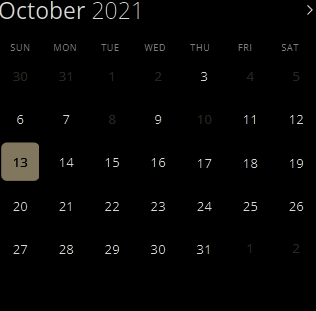 October 2021
SUN MON TUE WED THU FRI SAT
30 31 1 2 3 4 5
6 7 8 9 10 11 12
13 14 15 16 17 18 19
20 21 22 23 24 25 26
27 28 29 30 31 1 2